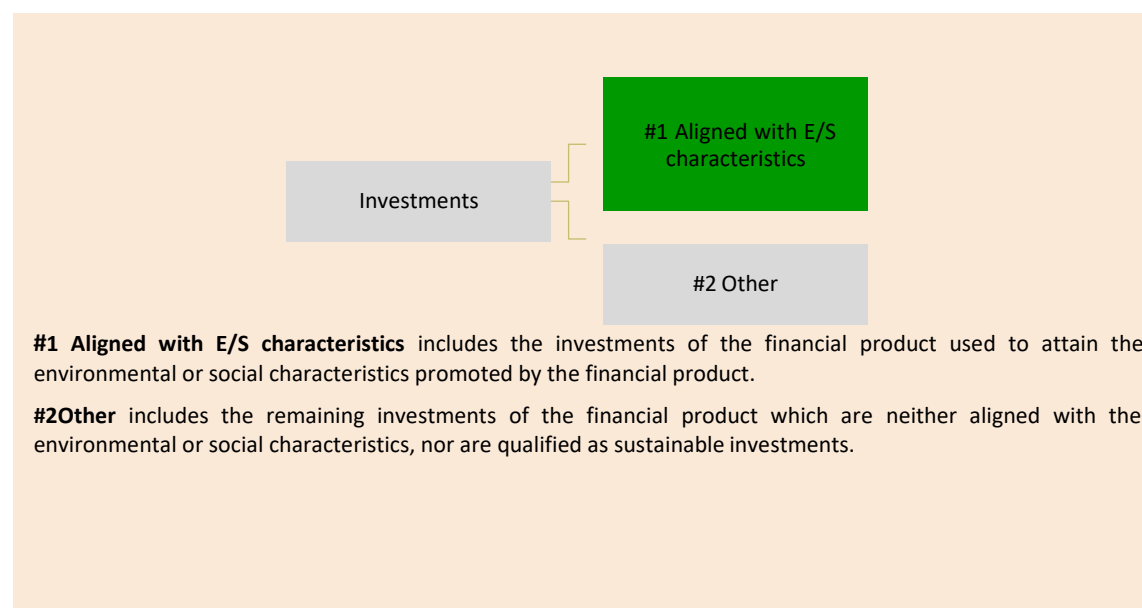 #1 Aligned with E/S
characteristics
Investments
#2 Other
#1 Aligned with E/S characteristics includes the investments of the financial product used to attain the
environmental or social characteristics promoted by the financial product.
#2Other includes the remaining investments of the financial product which are neither aligned with the
environmental or social characteristics, nor are qualified as sustainable investments.